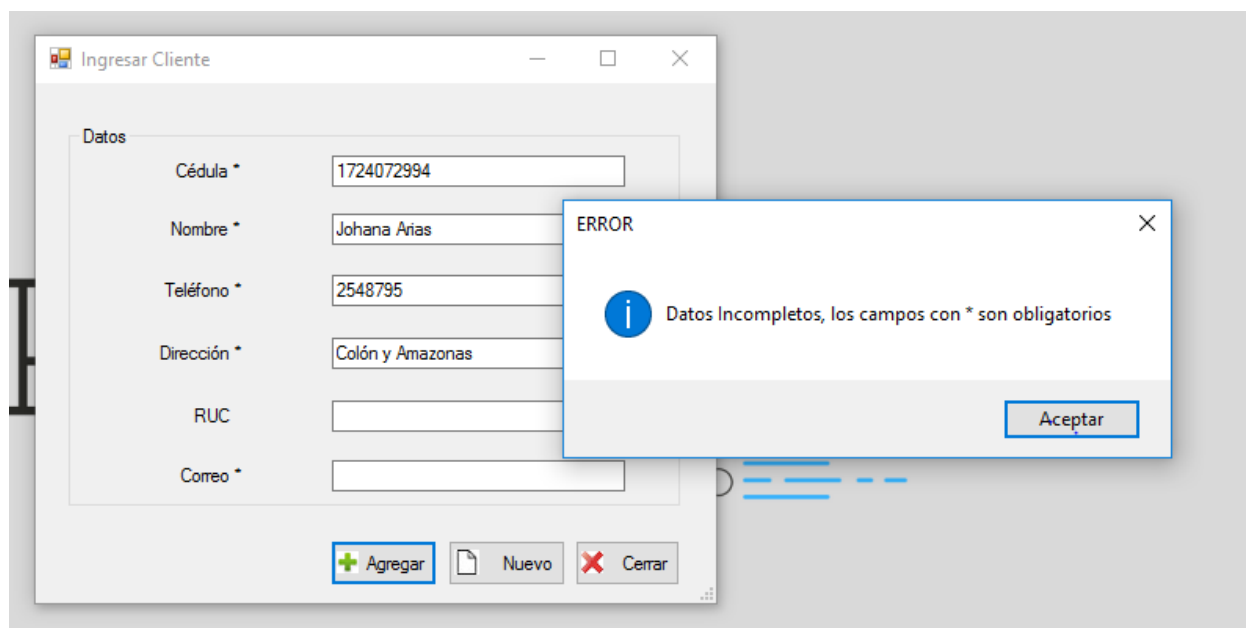 Ingresar Cliente
Datos
Cédula * 1724072994
Nombre * Johana Arias
Teléfono * 2548795
Dirección * Colón y Amazonas
RUC
Correo *
Agregar Nuevo Cerrar
ERROR
Datos Incompletos, los campos con * son obligatorios
Aceptar